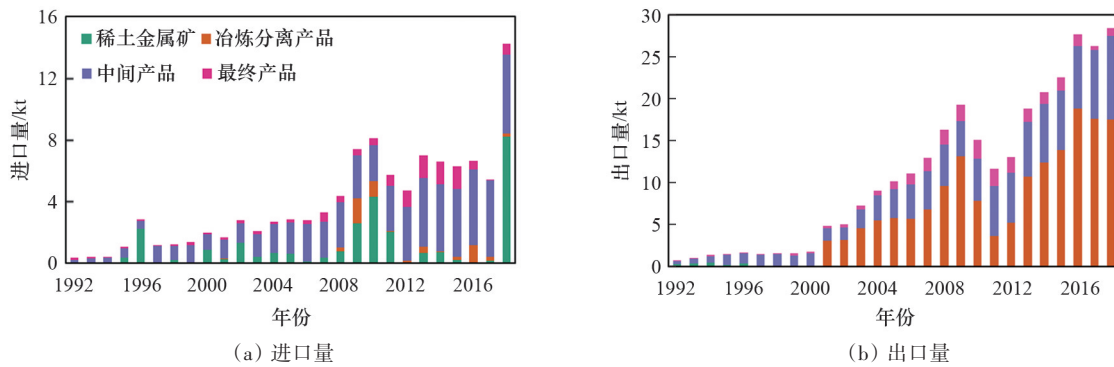 16
12
8
4
0
进口量/kt
稀土金属矿 冶炼分离产品
中间产品 最终产品
1992 1996 2000 2004 2008 2012 2016
年份
(a) 进口量
30
25
20
15
10
5
0
出口量/kt
1992 1996 2000 2004 2008 2012 2016
年份
(b) 出口量